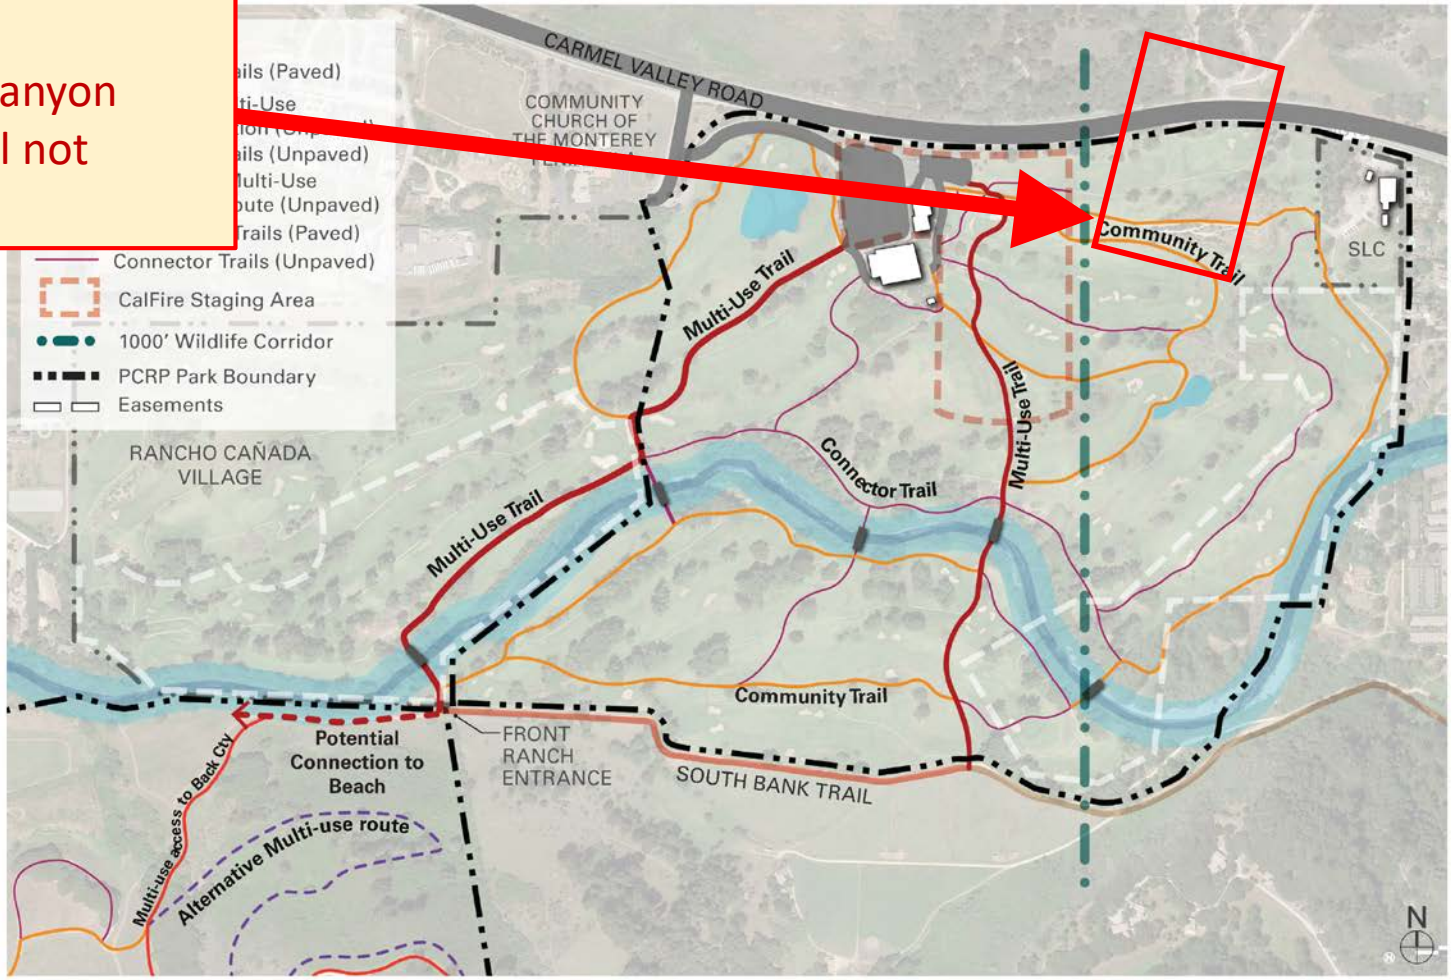 anyon
l not
ails (Paved)
ti-Use
ails (Unpaved)
Multi-Use
oute (Unpaved)
Trails (Paved)
Connector Trails (Unpaved)
CalFire Staging Area
1000' Wildlife Corridor
PCRP Park Boundary
Easements
CARMEL VALLEY ROAD
COMMUNITY
CHURCH OF
THE MONTEREY
Community Trail
SLC
Multi-Use Trail
Multi-Use Trail
Connector Trail
RANCHO CAÑADA
VILLAGE
Multi-Use Trail
Community Trail
Potential
Connection to
Beach
FRONT
RANCH
ENTRANCE
SOUTH BANK TRAIL
Multi-use access to Back Cty
Alternative Multi-use route
N